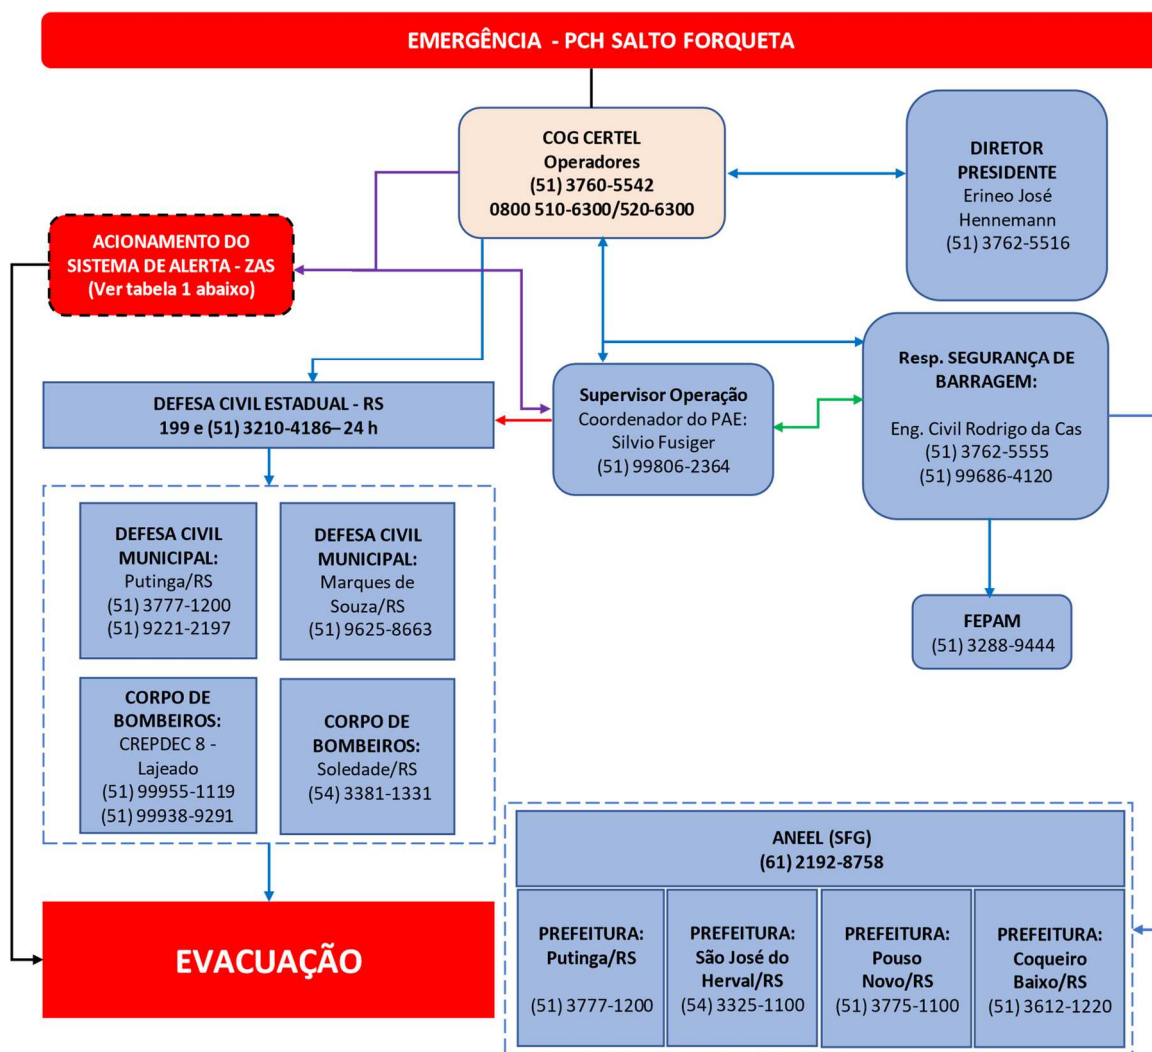 EMERGÊNCIA - PCH SALTO FORQUETA
COG CERTEL
Operadores
(51) 3760-5542
0800 510-6300/520-6300
DIRETOR
PRESIDENTE
Erineo José
Hennemann
(51) 3762-5516
ACIONAMENTO DO
SISTEMA DE ALERTA - ZAS
(Ver tabela 1 abaixo)
Resp. SEGURANÇA DE
BARRAGEM:
Eng. Civil Rodrigo da Cas
(51) 3762-5555
(51) 99686-4120
Supervisor Operação
Coordenador do PAE:
Silvio Fusiger
(51) 99806-2364
DEFESA CIVIL ESTADUAL - RS
199 e (51) 3210-4186– 24 h
DEFESA CIVIL
MUNICIPAL:
Putinga/RS
(51) 3777-1200
(51) 9221-2197
DEFESA CIVIL
MUNICIPAL:
Marques de
Souza/RS
(51) 9625-8663
FEPAM
(51) 3288-9444
CORPO DE
BOMBEIROS:
CREPDEC 8 -
Lajeado
(51) 99955-1119
(51) 99938-9291
CORPO DE
BOMBEIROS:
Soledade/RS
(54) 3381-1331
ANEEL (SFG)
(61) 2192-8758
PREFEITURA:
Putinga/RS
(51) 3777-1200
PREFEITURA:
São José do
Herval/RS
(54) 3325-1100
PREFEITURA:
Pouso
Novo/RS
(51) 3775-1100
PREFEITURA:
Coqueiro
Baixo/RS
(51) 3612-1220
EVACUAÇÃO